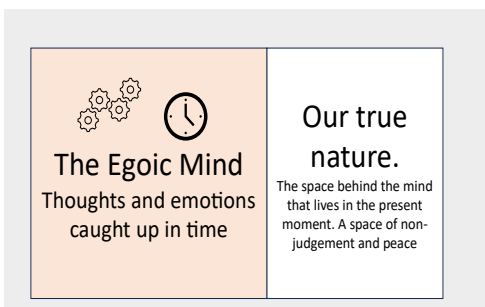 The Egoic Mind
Thoughts and emotions
caught up in time
Our true
nature.
The space behind the mind
that lives in the present
moment. A space of non-
judgement and peace